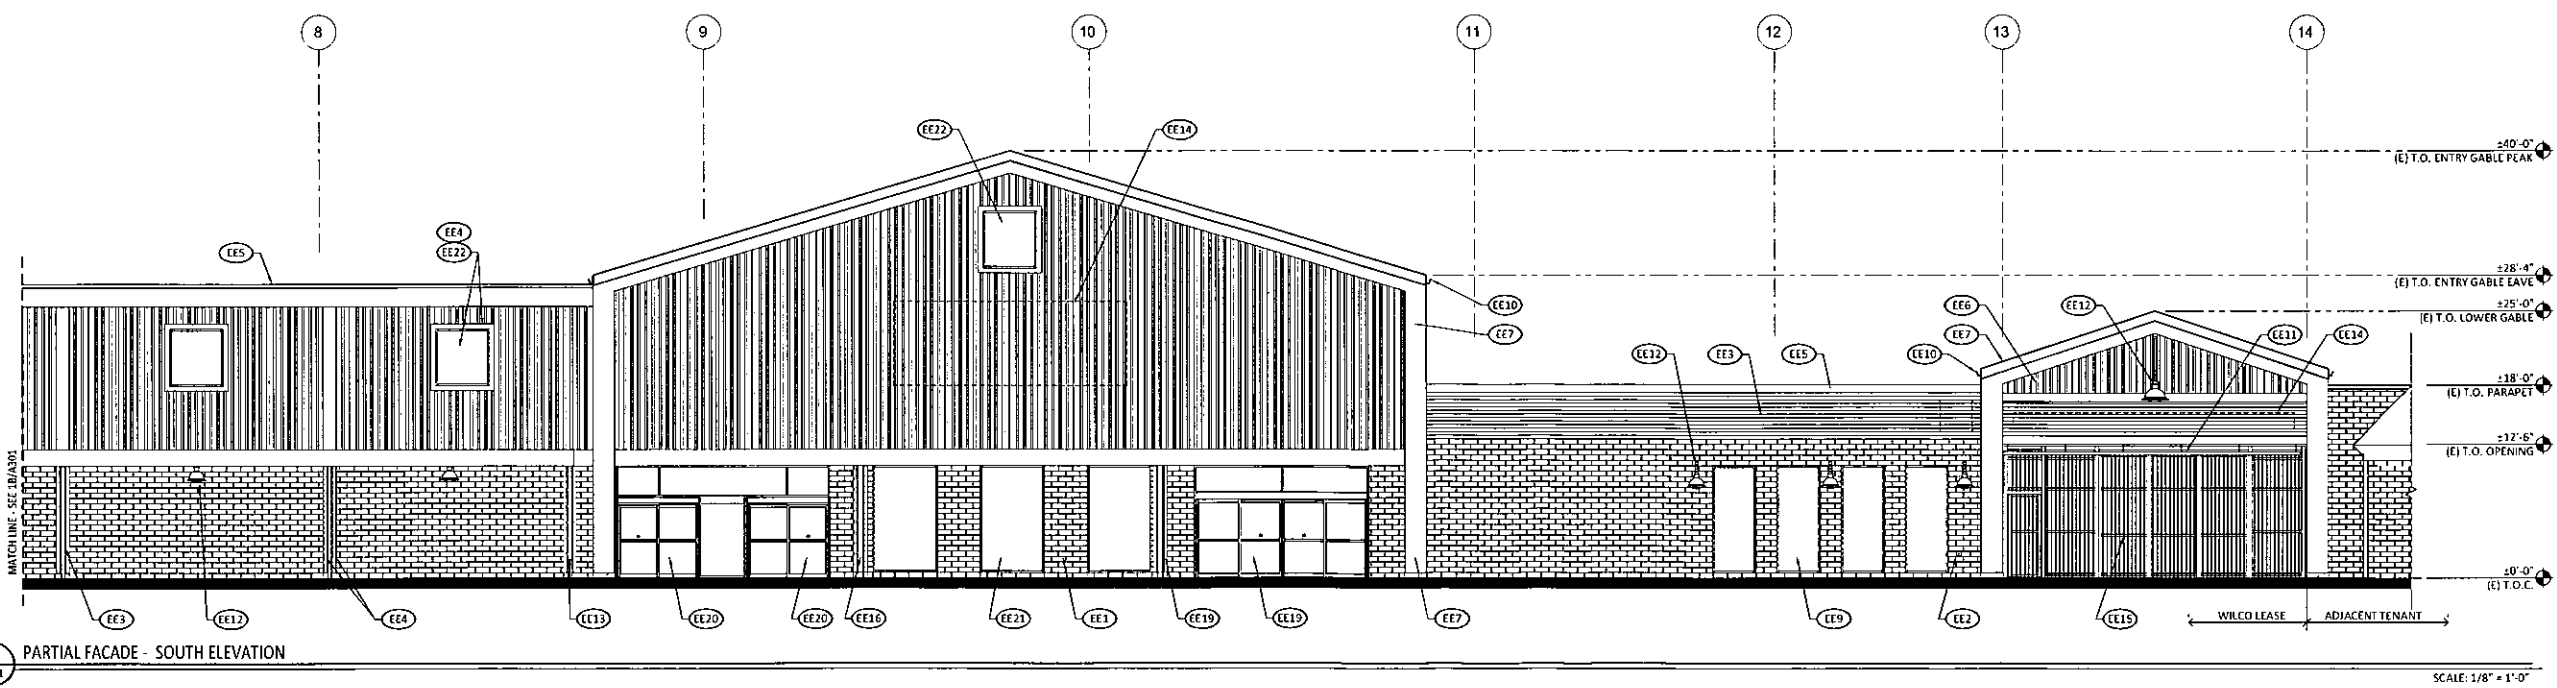 8 9 10 11 12 13 14
EE22 EE14
±40'-0"
(E) T.O. ENTRY GABLE PEAK
EE4
EE5 EE22
±28'-4"
(E) T.O. ENTRY GABLE EAVE
EE10 EE6 EE12
±25'-0"
(E) T.O. LOWER GABLE
EE7 EE7 EE11 EE14
EE12 EE3 EE5 EE10
±18'-0"
(E) T.O. PARAPET
±12'-6"
(E) T.O. OPENING
MATCH LINE - SEE 1B/A301
±0'-0"
(E) T.O.C.
EE3 EE12 EE4 EE13 EE20 EE20 EE16 EE21 EE1 EE19 EE19 EE7 EE9 EE2 EE15
WILCO LEASE ADJACENT TENANT
PARTIAL FACADE - SOUTH ELEVATION
SCALE: 1/8" = 1'-0"